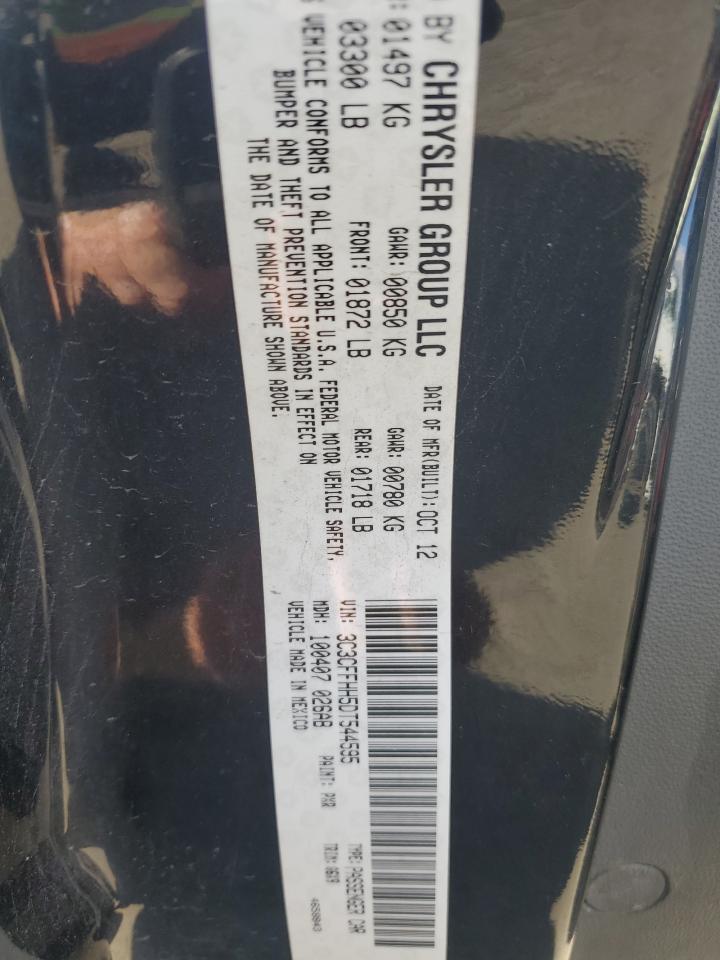 D BY CHRYSLER GROUP LLC
DATE OF MFR(BUILT): OCT 12
: 01497 KG
GAWR: 00850 KG
GAWR: 00780 KG
03300 LB
FRONT: 01872 LB
REAR: 01718 LB
VEHICLE CONFORMS TO ALL APPLICABLE U.S.A. FEDERAL MOTOR VEHICLE SAFETY,
BUMPER AND THEFT PREVENTION STANDARDS IN EFFECT ON
THE DATE OF MANUFACTURE SHOWN ABOVE:
VIN: 3C3CFFHH5DT544595
TYPE: PASSENGER CAR
MDH: 100407 026AB
PAINT: PXR
TRIM:
VEHICLE MADE IN MEXICO